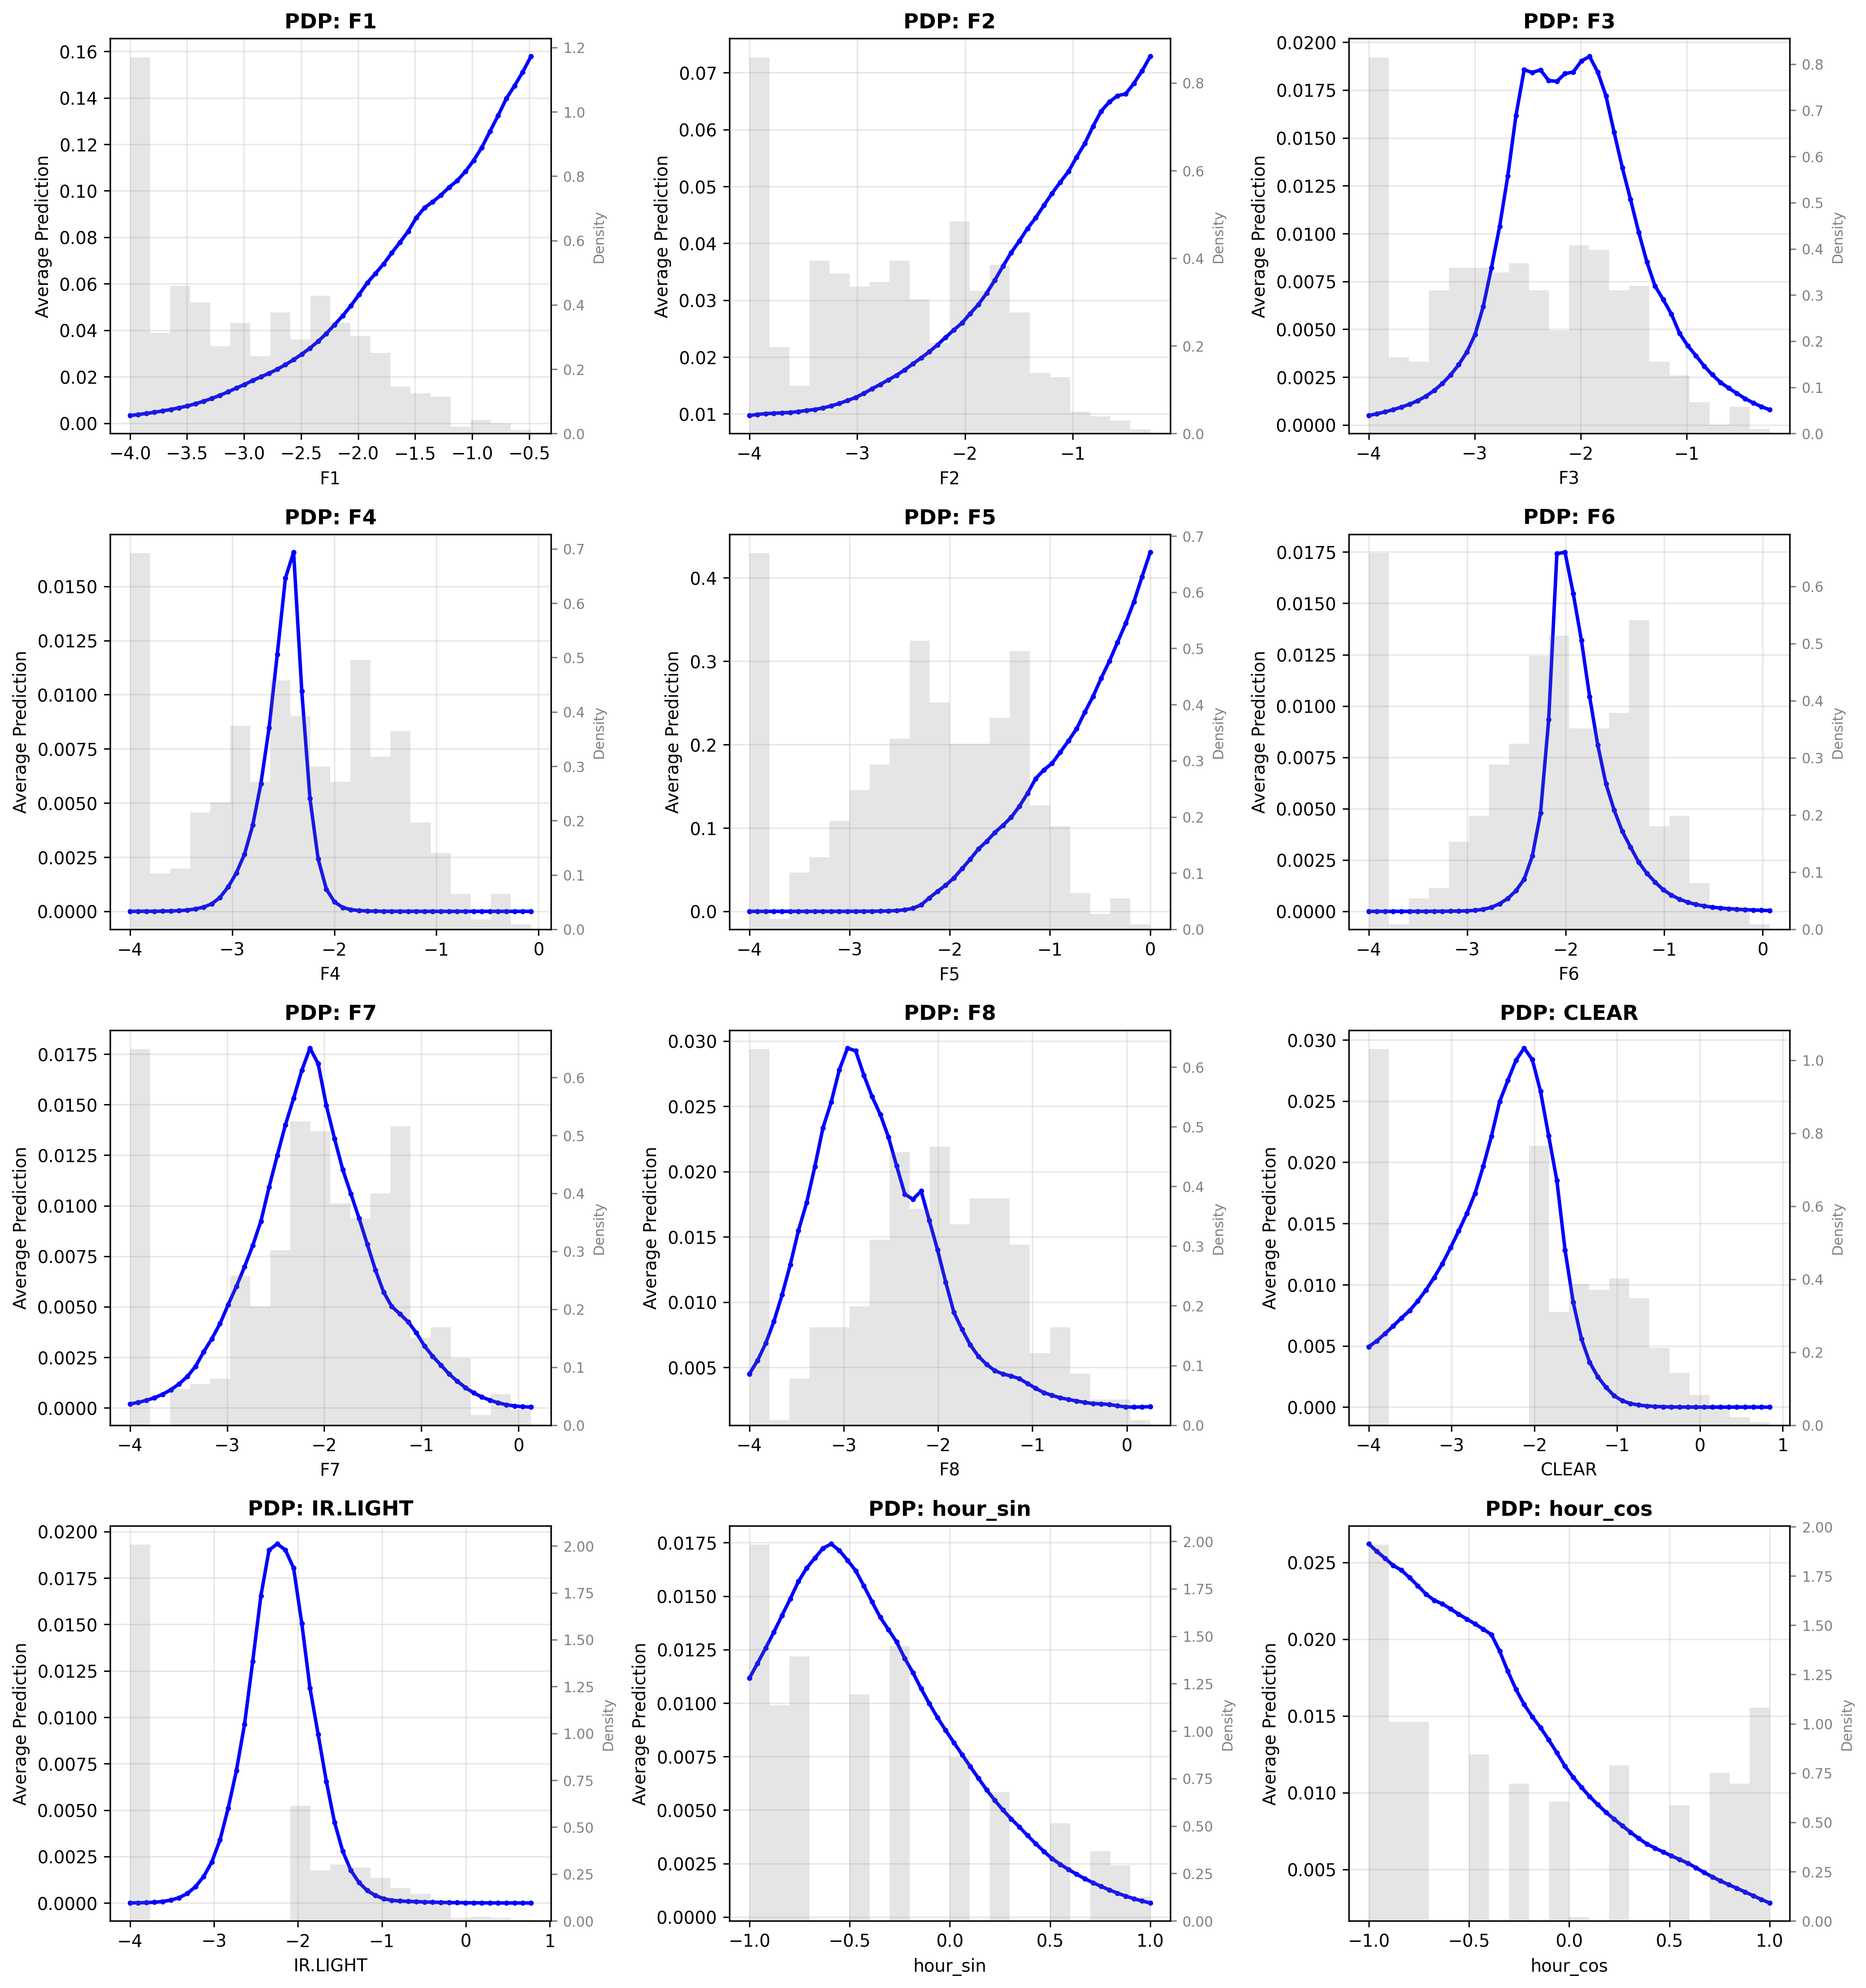 PDP: F1
0.16
0.14
0.12
0.10
0.08
0.06
0.04
0.02
0.00
Average Prediction
1.2
1.0
0.8
0.6
0.4
0.2
0.0
Density
−4.0 −3.5 −3.0 −2.5 −2.0 −1.5 −1.0 −0.5
F1
PDP: F2
0.07
0.06
0.05
0.04
0.03
0.02
0.01
Average Prediction
0.8
0.6
0.4
0.2
0.0
Density
−4 −3 −2 −1
F2
PDP: F3
0.0200
0.0175
0.0150
0.0125
0.0100
0.0075
0.0050
0.0025
0.0000
Average Prediction
0.8
0.7
0.6
0.5
0.4
0.3
0.2
0.1
0.0
Density
−4 −3 −2 −1
F3
PDP: F4
0.0150
0.0125
0.0100
0.0075
0.0050
0.0025
0.0000
Average Prediction
0.7
0.6
0.5
0.4
0.3
0.2
0.1
0.0
Density
−4 −3 −2 −1 0
F4
PDP: F5
0.4
0.3
0.2
0.1
0.0
Average Prediction
0.7
0.6
0.5
0.4
0.3
0.2
0.1
0.0
Density
−4 −3 −2 −1 0
F5
PDP: F6
0.0175
0.0150
0.0125
0.0100
0.0075
0.0050
0.0025
0.0000
Average Prediction
0.6
0.5
0.4
0.3
0.2
0.1
0.0
Density
−4 −3 −2 −1 0
F6
PDP: F7
0.0175
0.0150
0.0125
0.0100
0.0075
0.0050
0.0025
0.0000
Average Prediction
0.6
0.5
0.4
0.3
0.2
0.1
0.0
Density
−4 −3 −2 −1 0
F7
PDP: F8
0.030
0.025
0.020
0.015
0.010
0.005
Average Prediction
0.6
0.5
0.4
0.3
0.2
0.1
0.0
Density
−4 −3 −2 −1 0
F8
PDP: CLEAR
0.030
0.025
0.020
0.015
0.010
0.005
0.000
Average Prediction
1.0
0.8
0.6
0.4
0.2
0.0
Density
−4 −3 −2 −1 0 1
CLEAR
PDP: IR.LIGHT
0.0200
0.0175
0.0150
0.0125
0.0100
0.0075
0.0050
0.0025
0.0000
Average Prediction
2.00
1.75
1.50
1.25
1.00
0.75
0.50
0.25
0.00
Density
−4 −3 −2 −1 0 1
IR.LIGHT
PDP: hour_sin
0.0175
0.0150
0.0125
0.0100
0.0075
0.0050
0.0025
0.0000
Average Prediction
2.00
1.75
1.50
1.25
1.00
0.75
0.50
0.25
0.00
Density
−1.0 −0.5 0.0 0.5 1.0
hour_sin
PDP: hour_cos
0.025
0.020
0.015
0.010
0.005
Average Prediction
2.00
1.75
1.50
1.25
1.00
0.75
0.50
0.25
0.00
Density
−1.0 −0.5 0.0 0.5 1.0
hour_cos